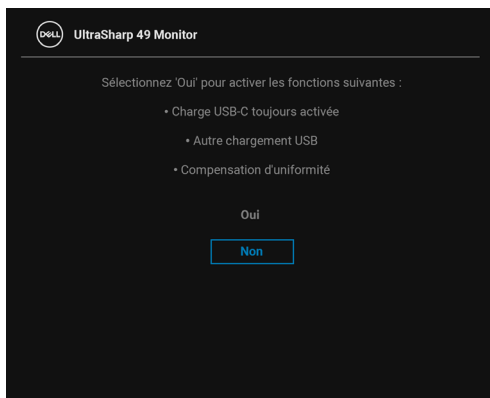 DELL UltraSharp 49 Monitor
Sélectionnez 'Oui' pour activer les fonctions suivantes :
• Charge USB-C toujours activée
• Autre chargement USB
• Compensation d'uniformité
Oui
Non